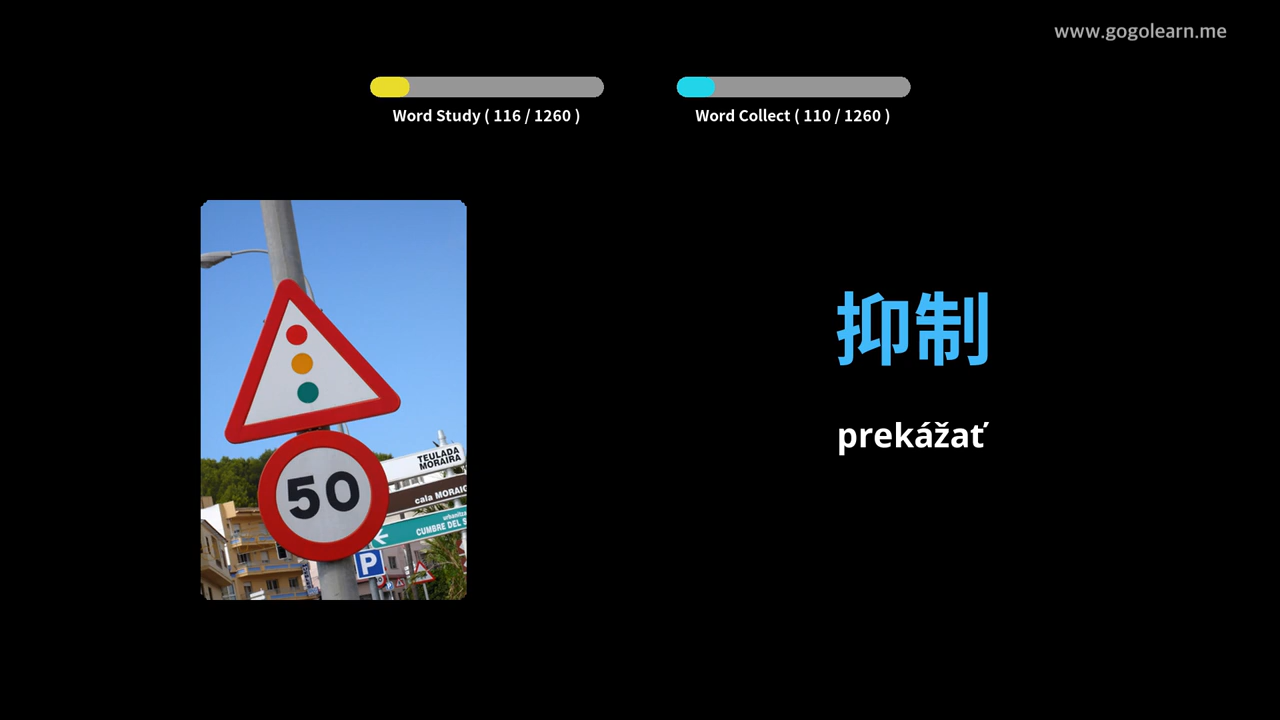 www.gogolearn.me
Word Study ( 116 / 1260 )
Word Collect ( 110 / 1260 )
抑制
prekážať
50
TEULADA
MORAIRA
cala MORAIG
CUMBRE DEL S
P